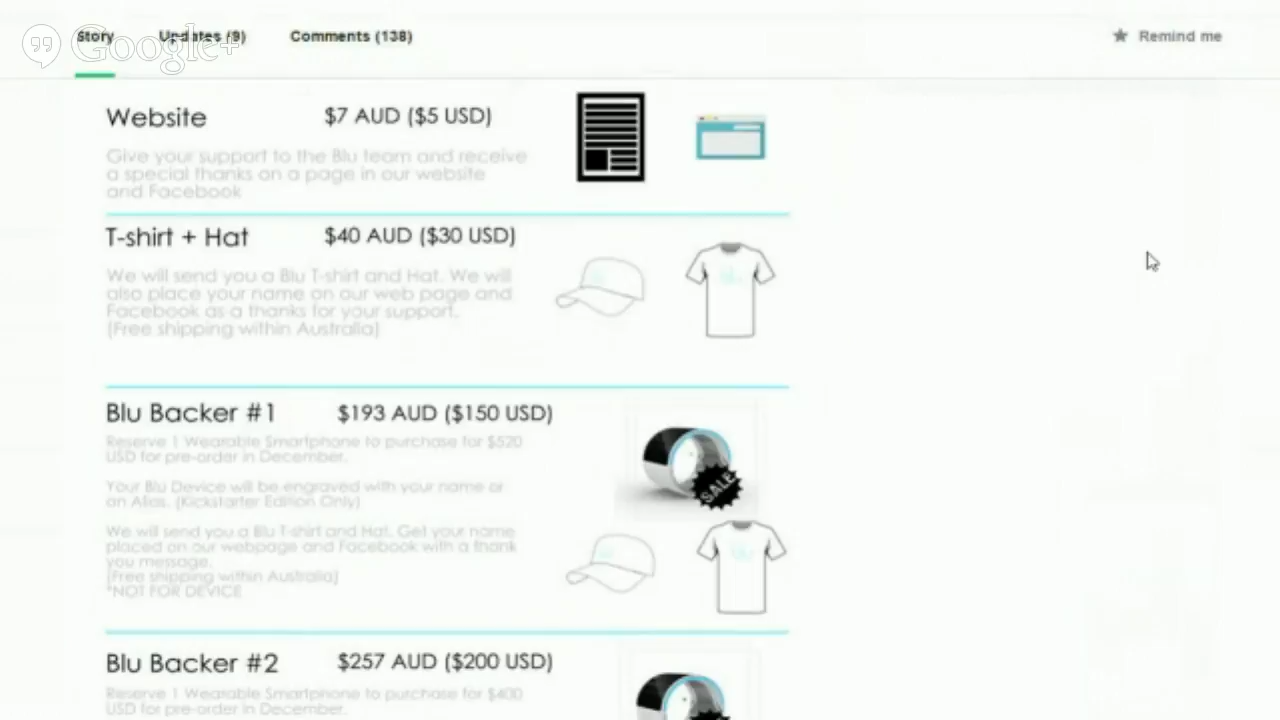 Google+
Story Updates (9) Comments (138) Remind me
Website $7 AUD ($5 USD)
Give your support to the Blu team and receive
a special thanks on a page in our website
and Facebook
T-shirt + Hat $40 AUD ($30 USD)
We will send you a Blu T-shirt and Hat. We will
also place your name on our web page and
Facebook as a thanks for your support.
(Free shipping within Australia)
Blu Backer #1 $193 AUD ($150 USD)
Reserve 1 Wearable Smartphone to purchase for $520
USD for pre-order in December.
Your Blu Device will be engraved with your name or
an Alias. (Kickstarter Edition Only)
SALE
We will send you a Blu T-shirt and Hat. Get your name
placed on our webpage and Facebook with a thank
you message.
(Free shipping within Australia)
*NOT FOR DEVICE
Blu Backer #2 $257 AUD ($200 USD)
Reserve 1 Wearable Smartphone to purchase for $400
USD for pre-order in December.